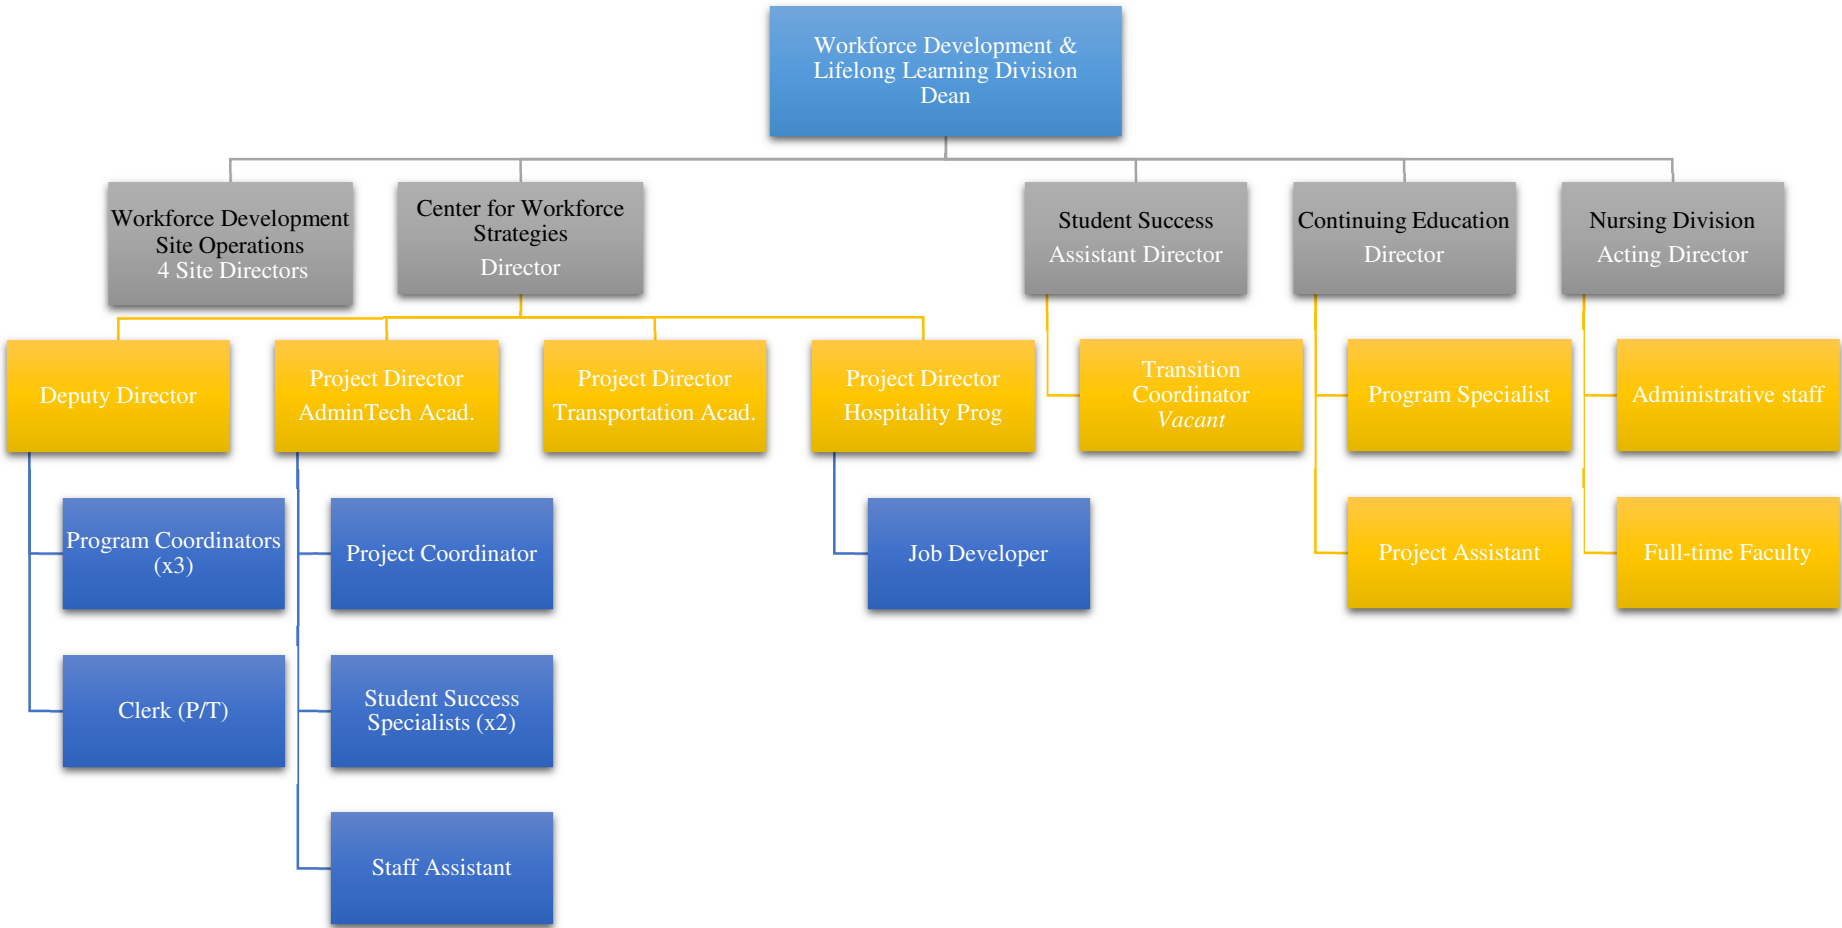 Workforce Development &
Lifelong Learning Division
Dean
Workforce Development
Site Operations
4 Site Directors
Center for Workforce
Strategies
Director
Student Success
Assistant Director
Continuing Education
Director
Nursing Division
Acting Director
Deputy Director
Project Director
AdminTech Acad.
Project Director
Transportation Acad.
Project Director
Hospitality Prog
Transition
Coordinator
Vacant
Program Specialist
Administrative staff
Program Coordinators
(x3)
Project Coordinator
Job Developer
Project Assistant
Full-time Faculty
Clerk (P/T)
Student Success
Specialists (x2)
Staff Assistant